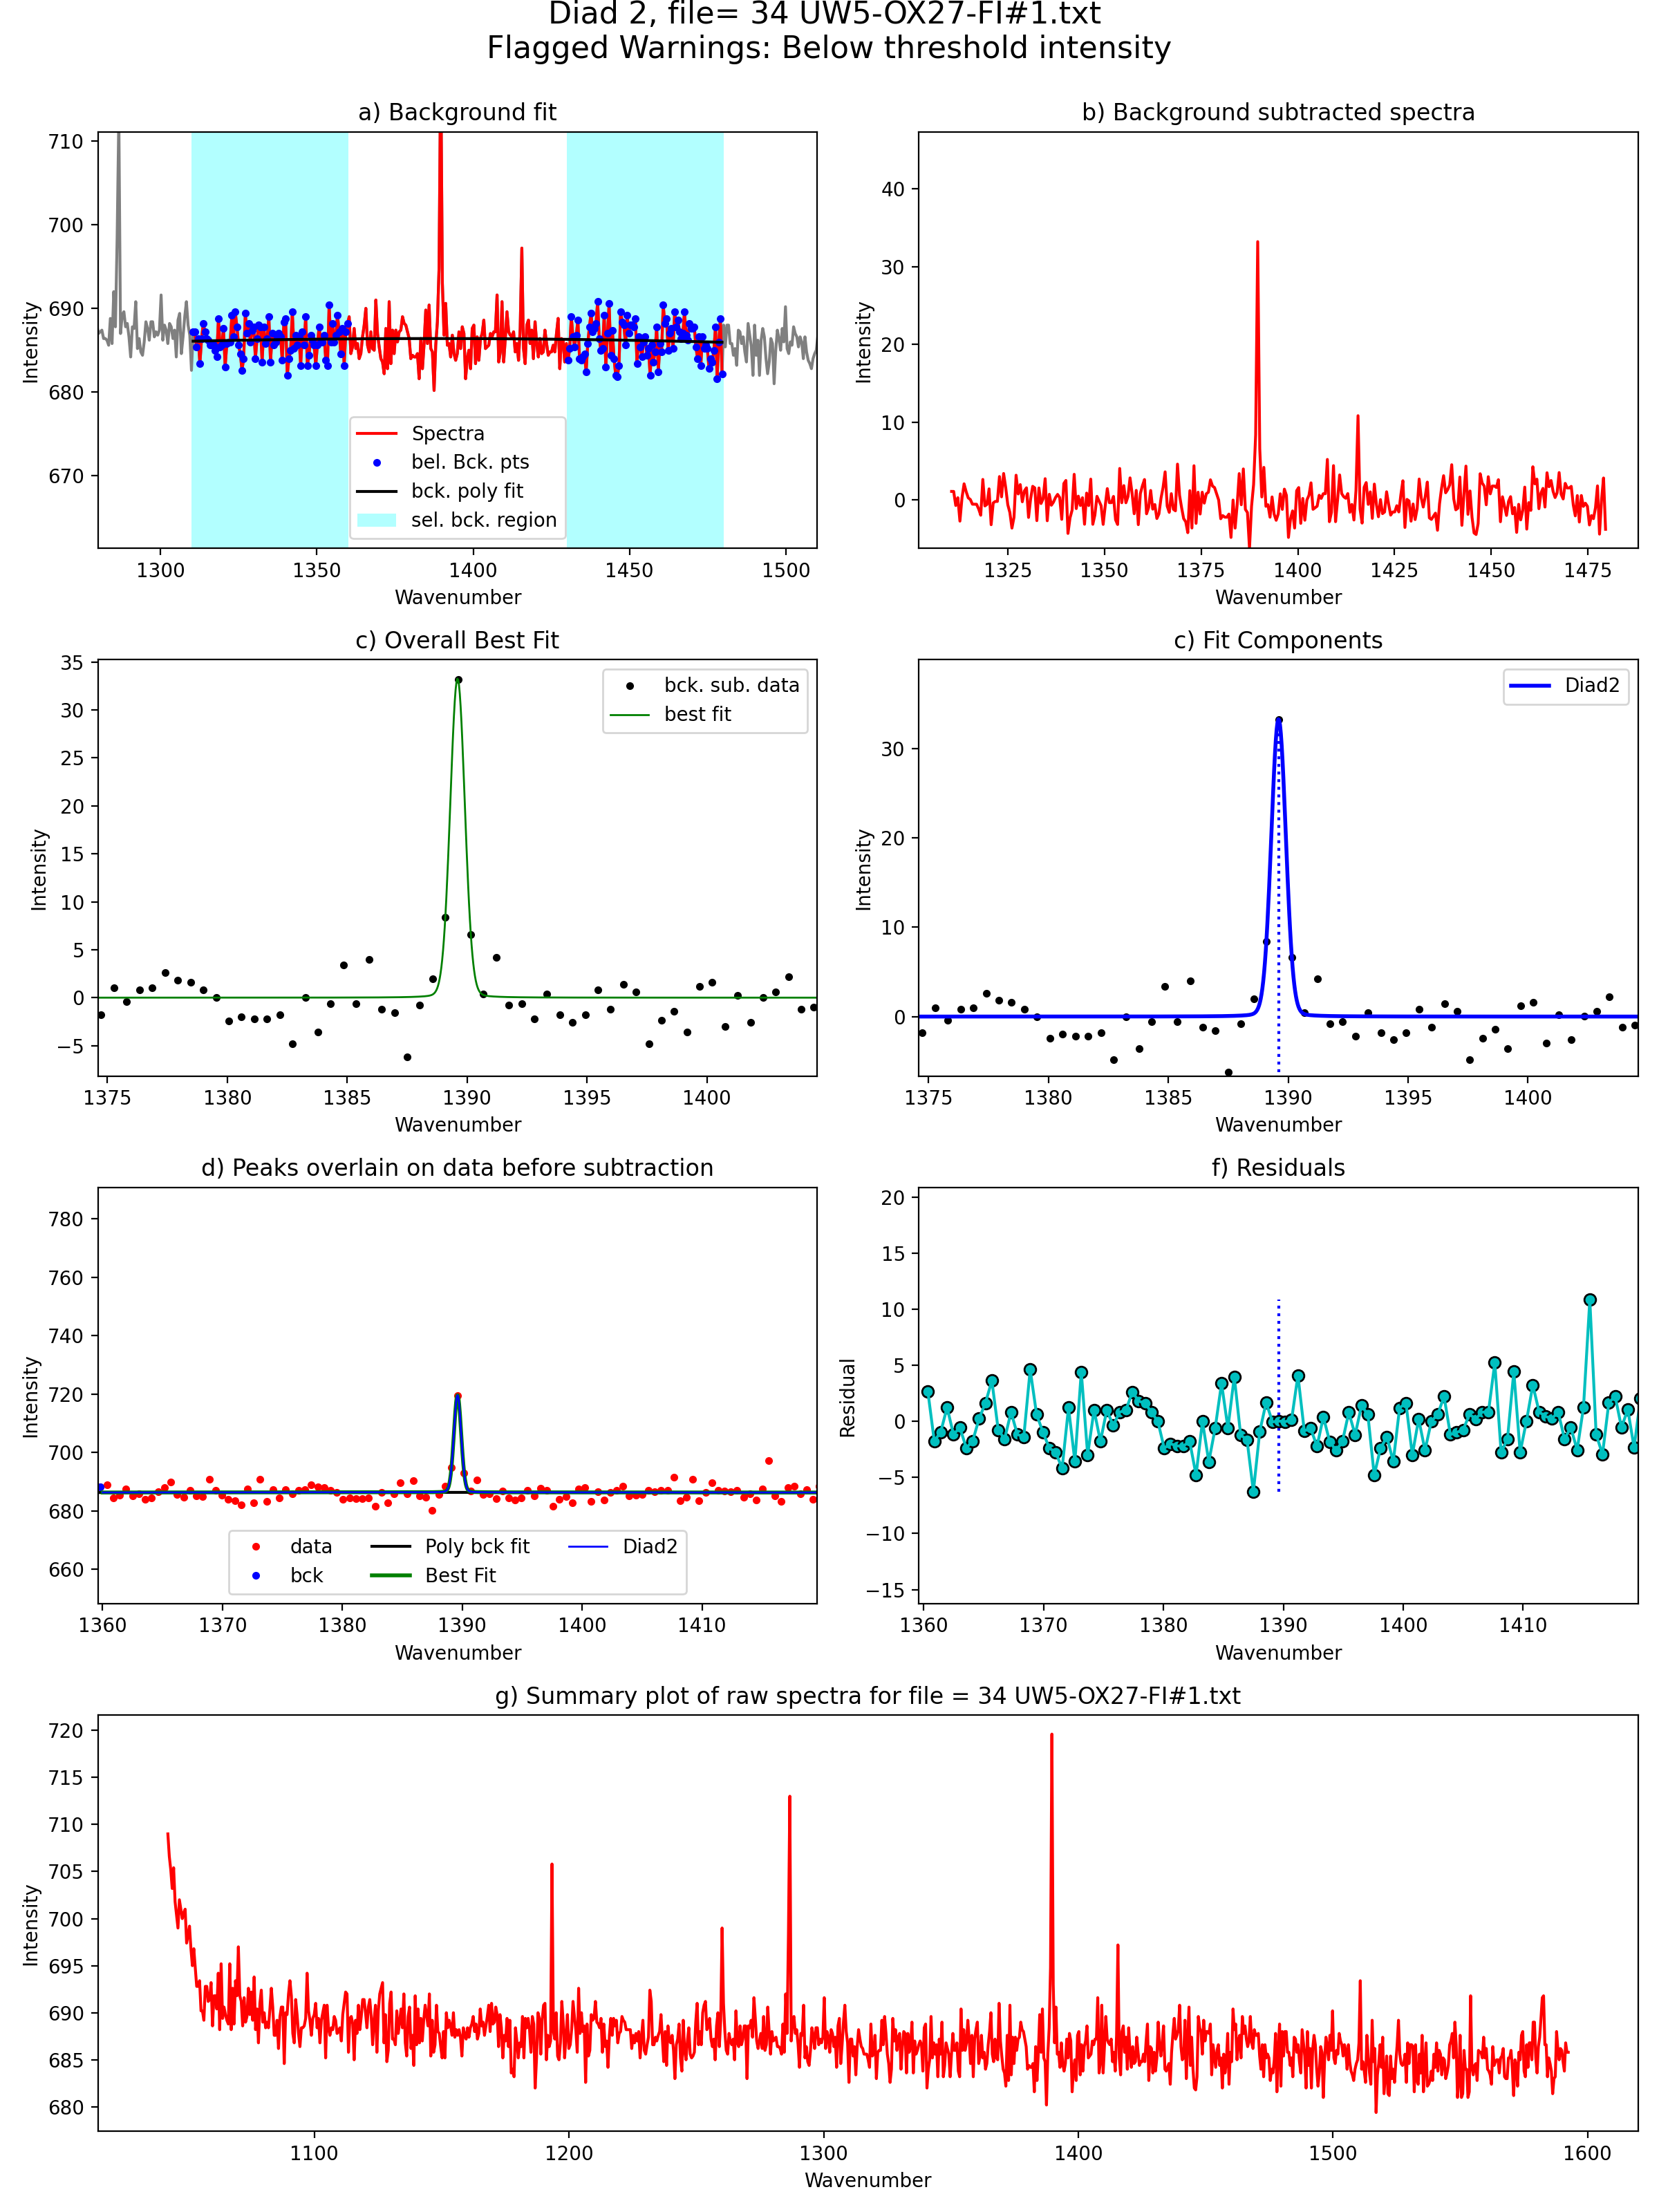 Diad 2, file= 34 UW5-OX27-FI#1.txt
Flagged Warnings: Below threshold intensity
a) Background fit
710
700
690
680
670
Intensity
Spectra
bel. Bck. pts
bck. poly fit
sel. bck. region
1300 1350 1400 1450 1500
Wavenumber
b) Background subtracted spectra
40
30
20
10
0
Intensity
1325 1350 1375 1400 1425 1450 1475
Wavenumber
c) Overall Best Fit
35
30
25
20
15
10
5
0
−5
Intensity
bck. sub. data
best fit
1375 1380 1385 1390 1395 1400
Wavenumber
c) Fit Components
30
20
10
0
Intensity
Diad2
1375 1380 1385 1390 1395 1400
Wavenumber
d) Peaks overlain on data before subtraction
780
760
740
720
700
680
660
Intensity
data
bck
Poly bck fit
Best Fit
Diad2
1360 1370 1380 1390 1400 1410
Wavenumber
f) Residuals
20
15
10
5
0
−5
−10
−15
Residual
1360 1370 1380 1390 1400 1410
Wavenumber
g) Summary plot of raw spectra for file = 34 UW5-OX27-FI#1.txt
720
715
710
705
700
695
690
685
680
Intensity
1100 1200 1300 1400 1500 1600
Wavenumber